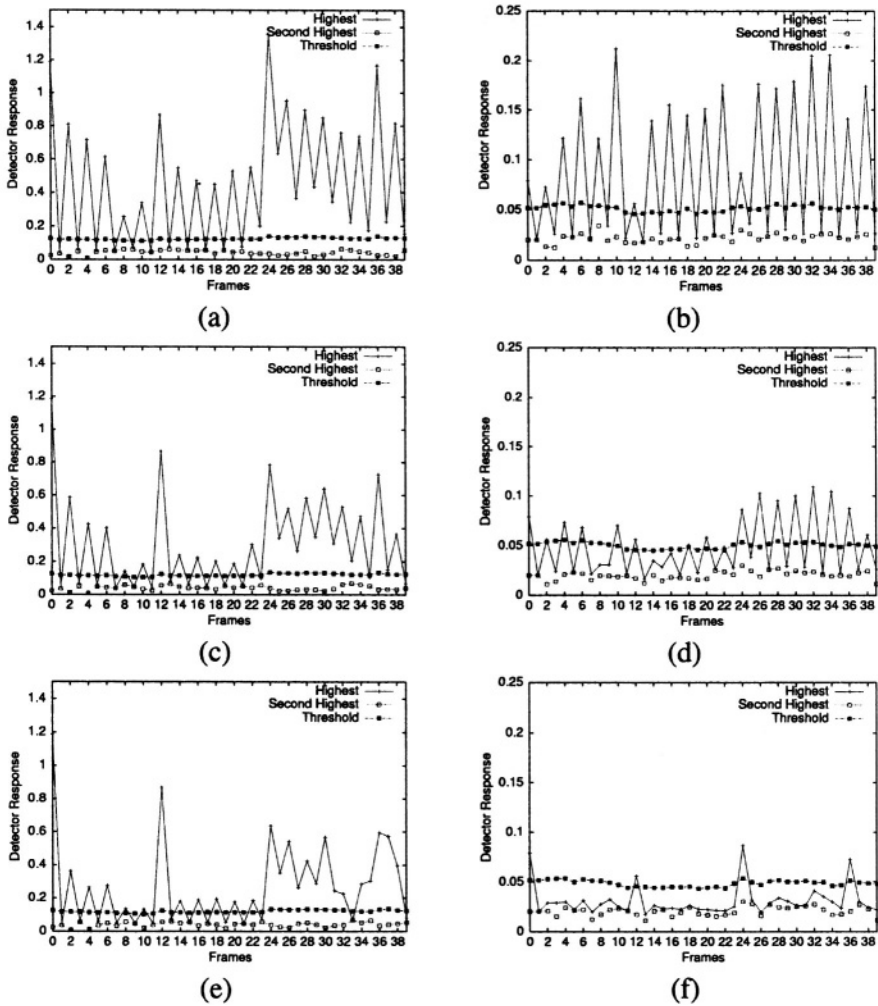 Highest
Second Highest
Threshold
Detector Response
1.4
1.2
1
0.8
0.6
0.4
0.2
0
0 2 4 6 8 10 12 14 16 18 20 22 24 26 28 30 32 34 36 38
Frames
(a)
Highest
Second Highest
Threshold
Detector Response
0.25
0.2
0.15
0.1
0.05
0
0 2 4 6 8 10 12 14 16 18 20 22 24 26 28 30 32 34 36 38
Frames
(b)
Highest
Second Highest
Threshold
Detector Response
1.4
1.2
1
0.8
0.6
0.4
0.2
0
0 2 4 6 8 10 12 14 16 18 20 22 24 26 28 30 32 34 36 38
Frames
(c)
Highest
Second Highest
Threshold
Detector Response
0.25
0.2
0.15
0.1
0.05
0
0 2 4 6 8 10 12 14 16 18 20 22 24 26 28 30 32 34 36 38
Frames
(d)
Highest
Second Highest
Threshold
Detector Response
1.4
1.2
1
0.8
0.6
0.4
0.2
0
0 2 4 6 8 10 12 14 16 18 20 22 24 26 28 30 32 34 36 38
Frames
(e)
Highest
Second Highest
Threshold
Detector Response
0.25
0.2
0.15
0.1
0.05
0
0 2 4 6 8 10 12 14 16 18 20 22 24 26 28 30 32 34 36 38
Frames
(f)